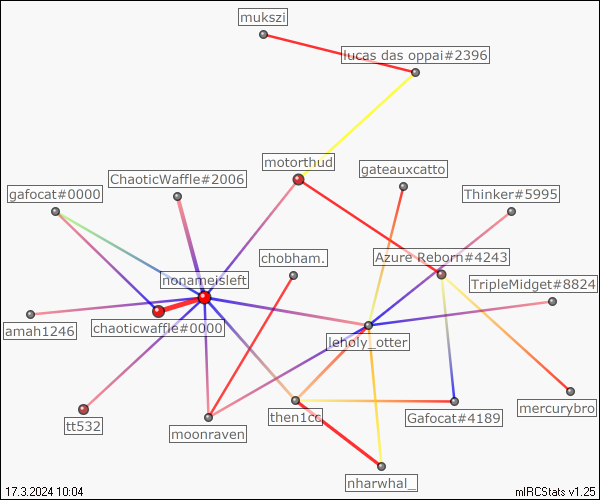 mukszi
lucas das oppai#2396
motorthud
gateauxcatto
ChaoticWaffle#2006
gafocat#0000
Thinker#5995
chobham.
Azure Reborn#4243
nonameisleft
TripleMidget#8824
amah1246
chaoticwaffle#0000
leholy_otter
mercurybro
then1cc
Gafocat#4189
tt532
moonraven
nharwhal_
17.3.2024 10:04
mIRCStats v1.25